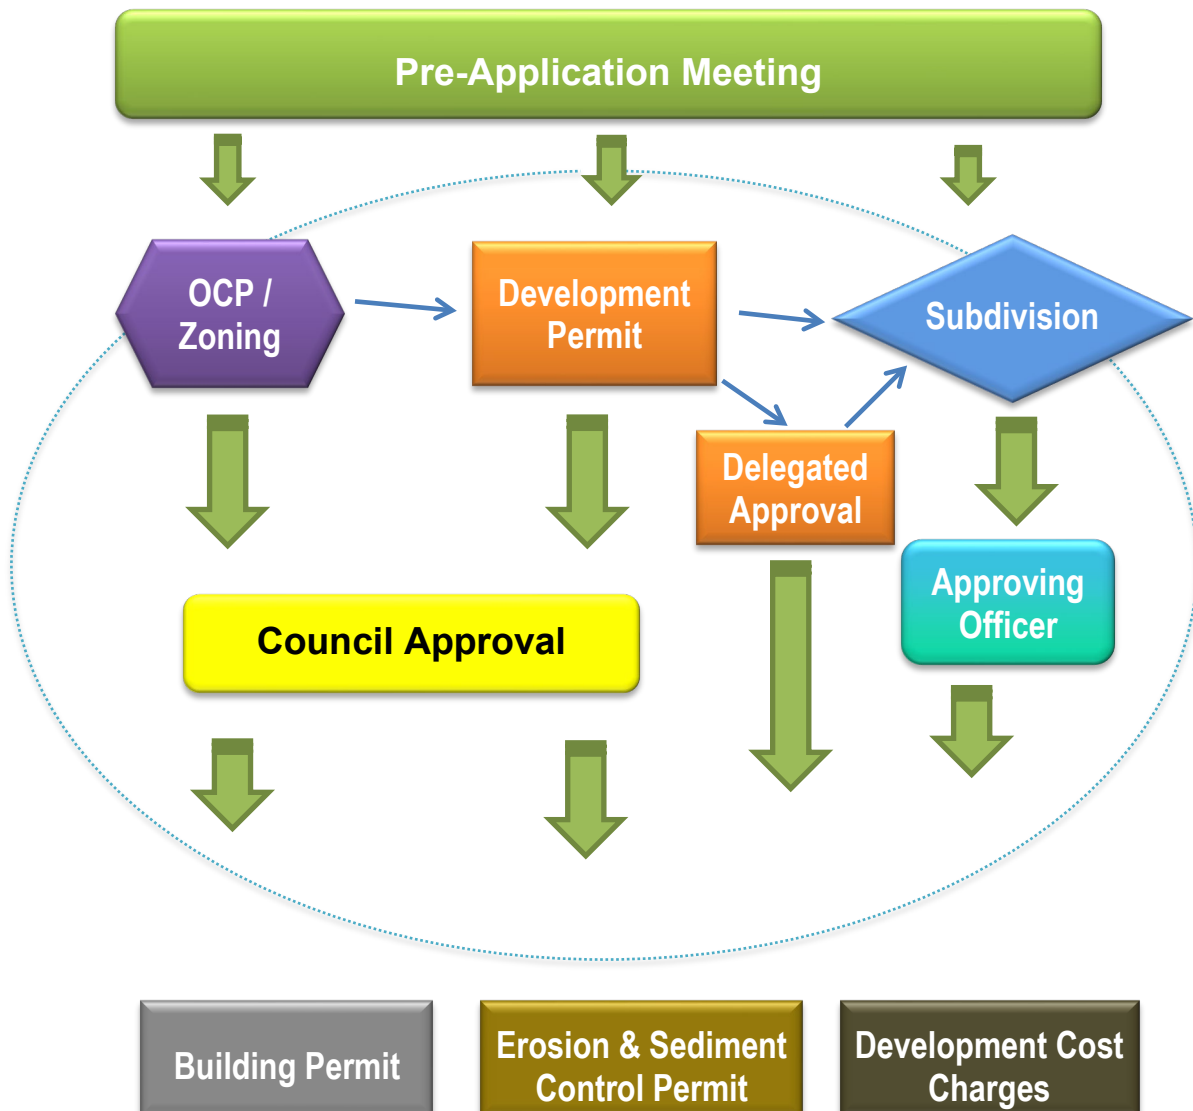 Pre-Application Meeting
OCP /
Zoning
Development
Permit
Subdivision
Delegated
Approval
Approving
Officer
Council Approval
Building Permit
Erosion & Sediment
Control Permit
Development Cost
Charges